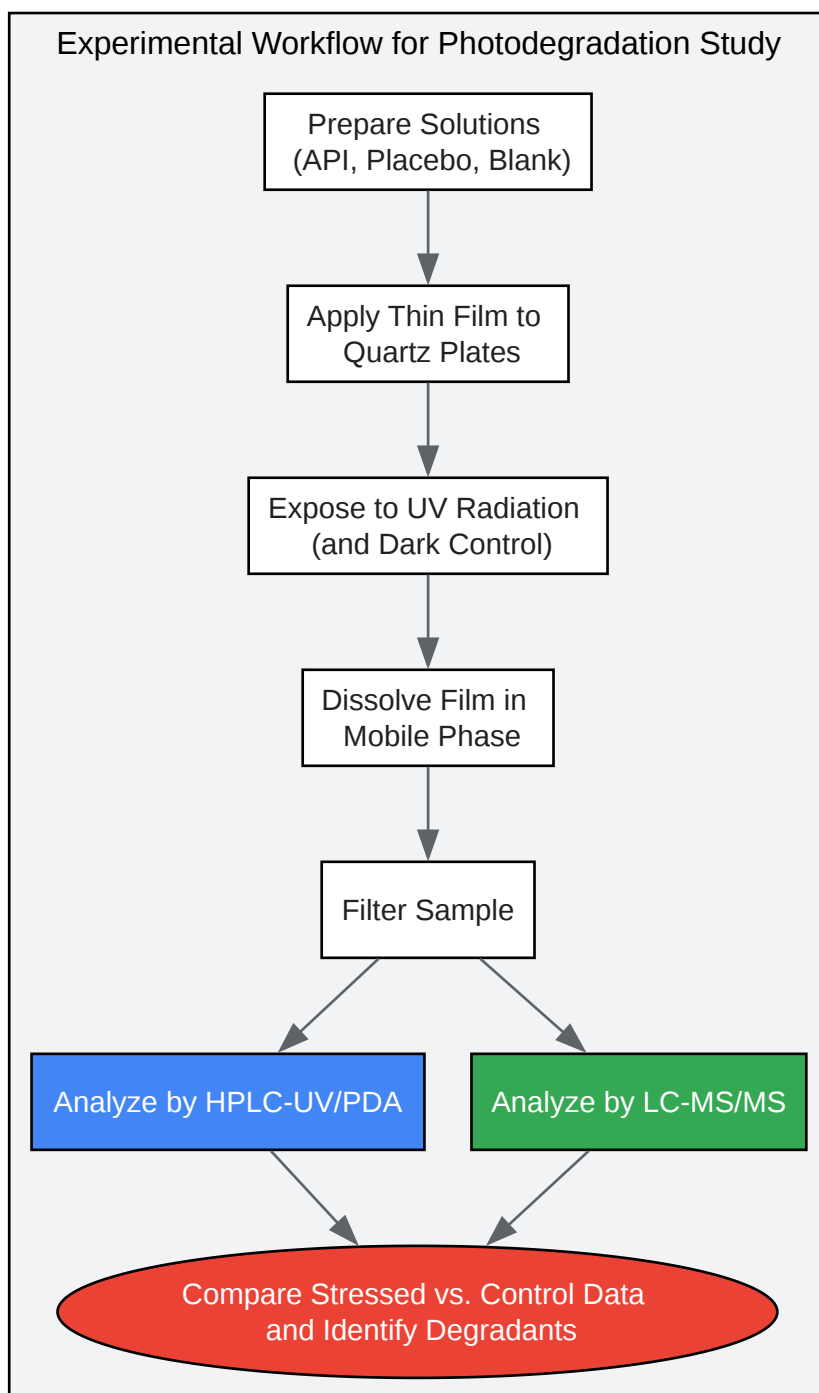 Experimental Workflow for Photodegradation Study
Prepare Solutions
(API, Placebo, Blank)
Apply Thin Film to
Quartz Plates
Expose to UV Radiation
(and Dark Control)
Dissolve Film in
Mobile Phase
Filter Sample
Analyze by HPLC-UV/PDA
Analyze by LC-MS/MS
Compare Stressed vs. Control Data
and Identify Degradants